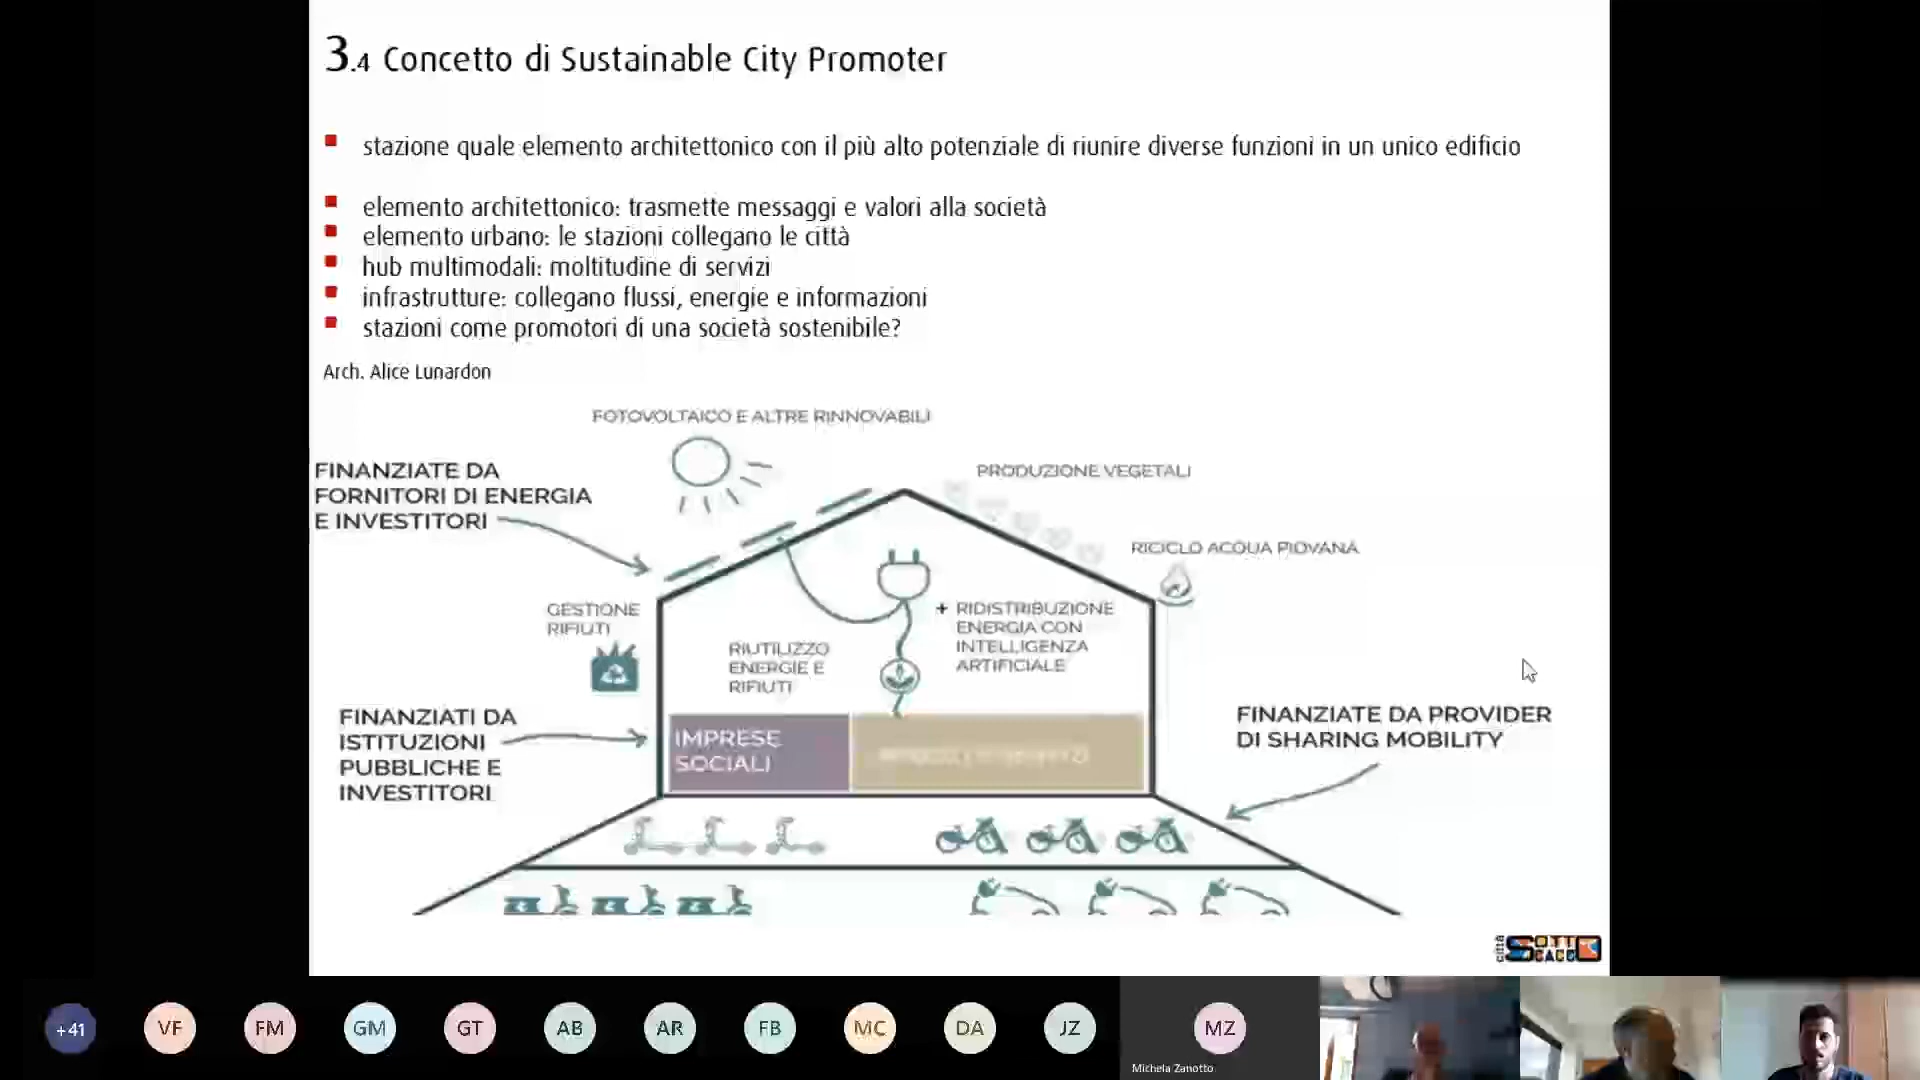 3.4 Concetto di Sustainable City Promoter
stazione quale elemento architettonico con il più alto potenziale di riunire diverse funzioni in un unico edificio
elemento architettonico: trasmette messaggi e valori alla società
elemento urbano: le stazioni collegano le città
hub multimodali: moltitudine di servizi
infrastrutture: collegano flussi, energie e informazioni
stazioni come promotori di una società sostenibile?
Arch. Alice Lunardon
FOTOVOLTAICO E ALTRE RINNOVABILI
FINANZIATE DA
FORNITORI DI ENERGIA
E INVESTITORI
PRODUZIONE VEGETALI
RICICLO ACQUA PIOVANA
GESTIONE
RIFIUTI
RIUTILIZZO
ENERGIE E
RIFIUTI
+ RIDISTRIBUZIONE
ENERGIA CON
INTELLIGENZA
ARTIFICIALE
FINANZIATI DA
ISTITUZIONI
PUBBLICHE E
INVESTITORI
IMPRESE
SOCIALI
FINANZIATE DA PROVIDER
DI SHARING MOBILITY
città
SOTTO
SCACCO
+41
VF
FM
GM
GT
AB
AR
FB
MC
DA
JZ
MZ
Michela Zanotto